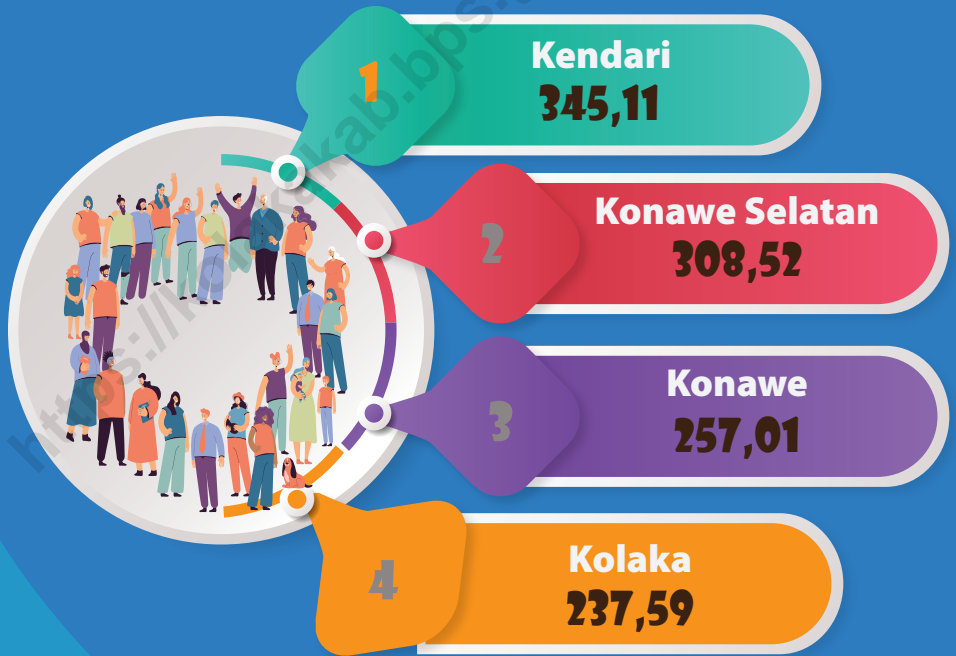 1
Kendari
345,11
2
Konawe Selatan
308,52
3
Konawe
257,01
4
Kolaka
237,59